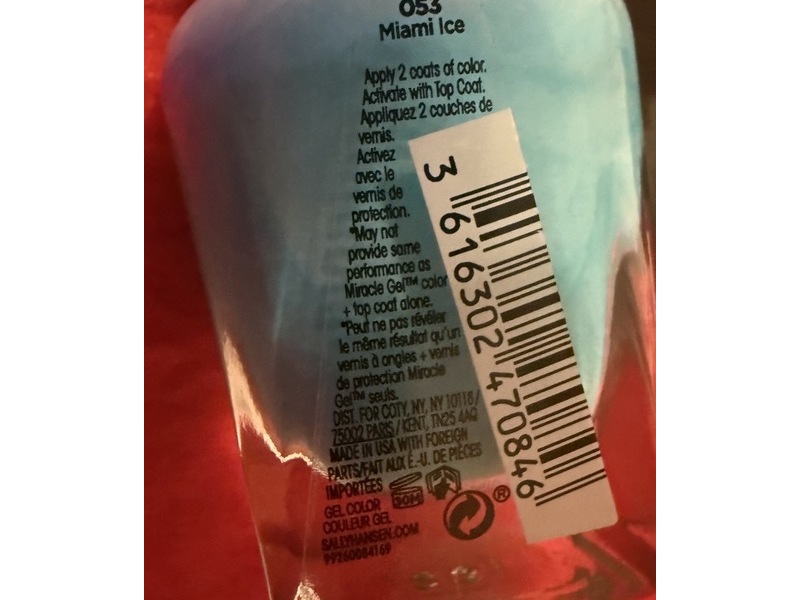 053
Miami Ice
Apply 2 coats of color.
Activate with Top Coat.
Appliquez 2 couches de
vernis.
Activez
avec le
vernis de
protection.
*May not
provide same
performance as
Miracle Gel™ color
+ top coat alone.
*Peut ne pas révéler
le même résultat qu'un
vernis à ongles + vernis
de protection Miracle
Gel™ seuls.
DIST. FOR COTY, NY, NY 10118/
75002 PARIS / KENT, TN25 4AQ
MADE IN USA WITH FOREIGN
PARTS/FAIT AUX É.-U. DE PIÈCES
IMPORTÉES
30M
GEL COLOR
COULEUR GEL
SALLYHANSEN.COM
99260084169
®
3 616302 470846